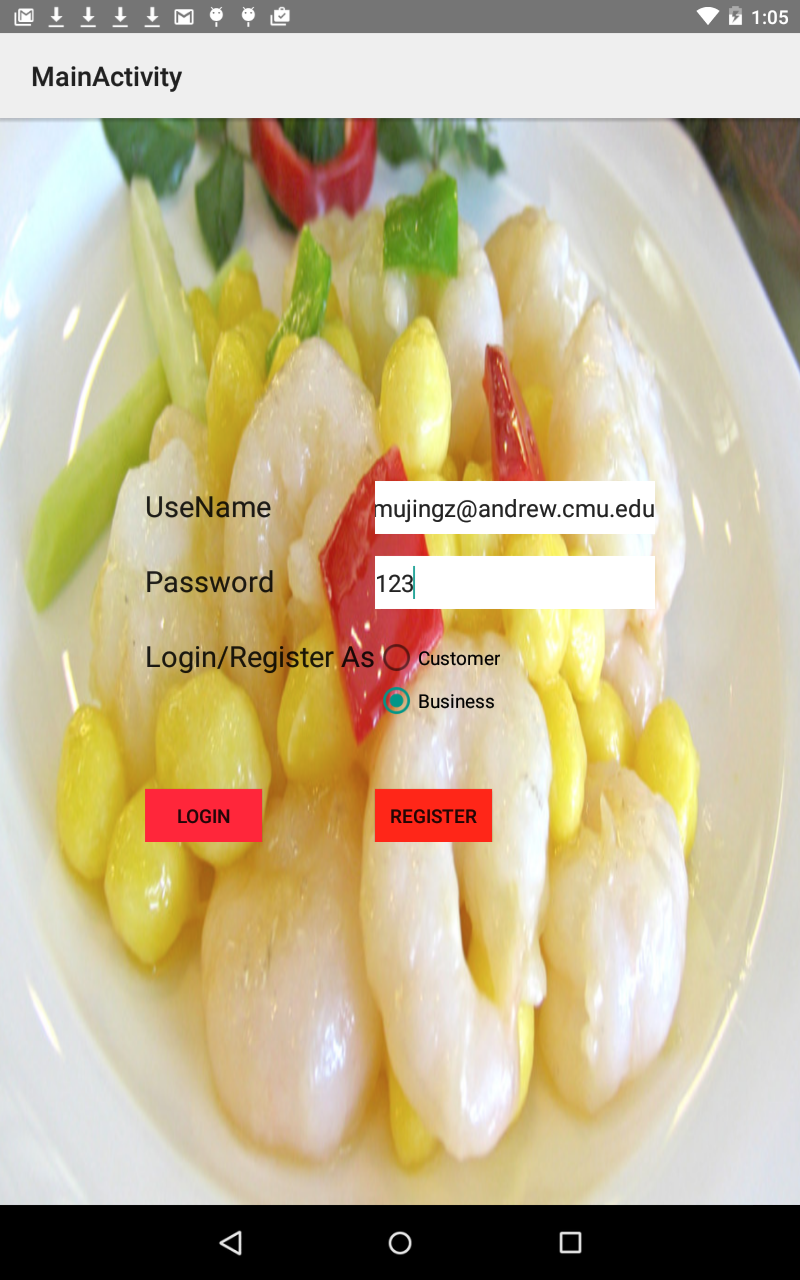 1:05
MainActivity
UseName mujingz@andrew.cmu.edu
Password 123
Login/Register As Customer
Business
LOGIN REGISTER